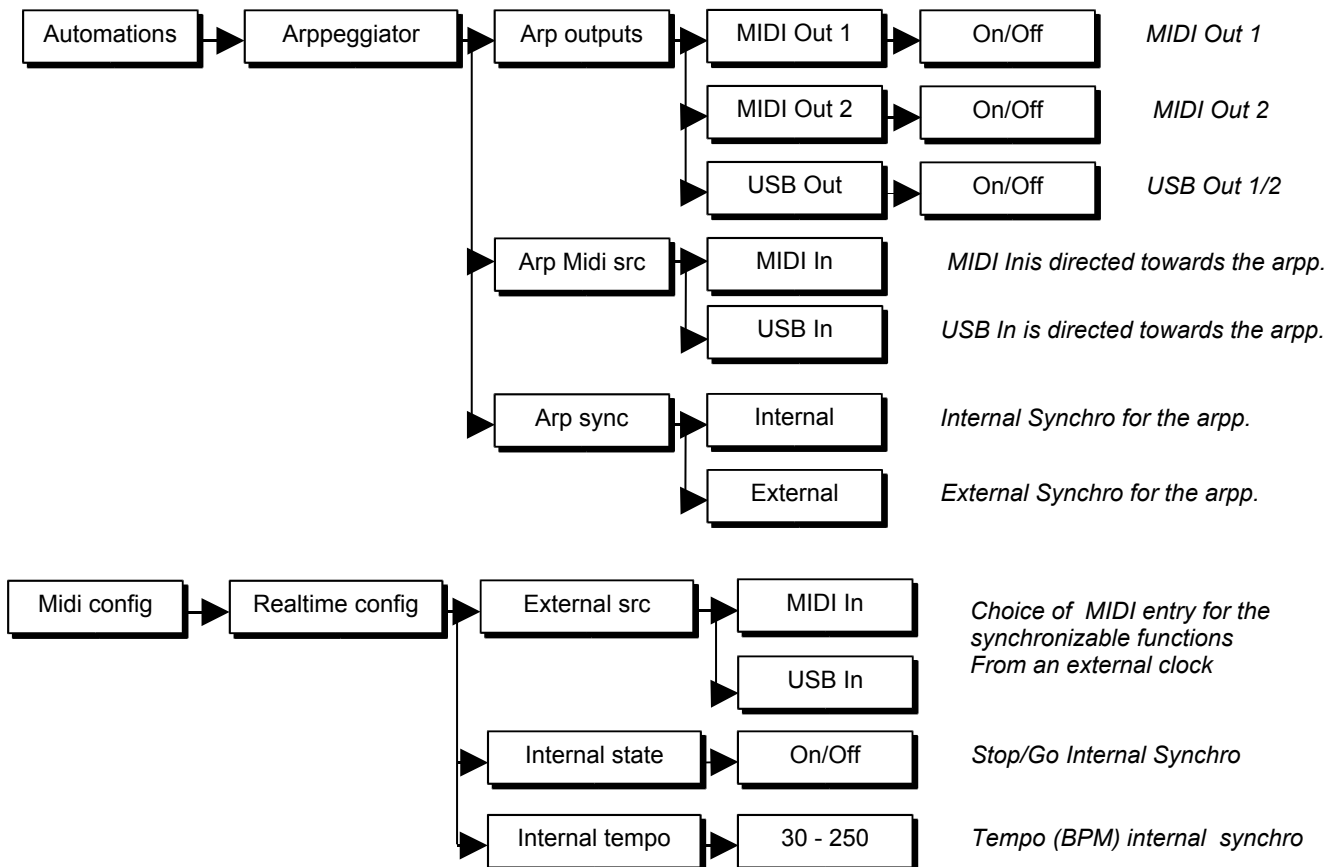 Automations Arppeggiator Arp outputs MIDI Out 1 On/Off MIDI Out 1
MIDI Out 2 On/Off MIDI Out 2
USB Out On/Off USB Out 1/2
Arp Midi src MIDI In MIDI Inis directed towards the arpp.
USB In USB In is directed towards the arpp.
Arp sync Internal Internal Synchro for the arpp.
External External Synchro for the arpp.
Midi config Realtime config External src MIDI In Choice of MIDI entry for the
synchronizable functions
From an external clock
USB In
Internal state On/Off Stop/Go Internal Synchro
Internal tempo 30 - 250 Tempo (BPM) internal synchro